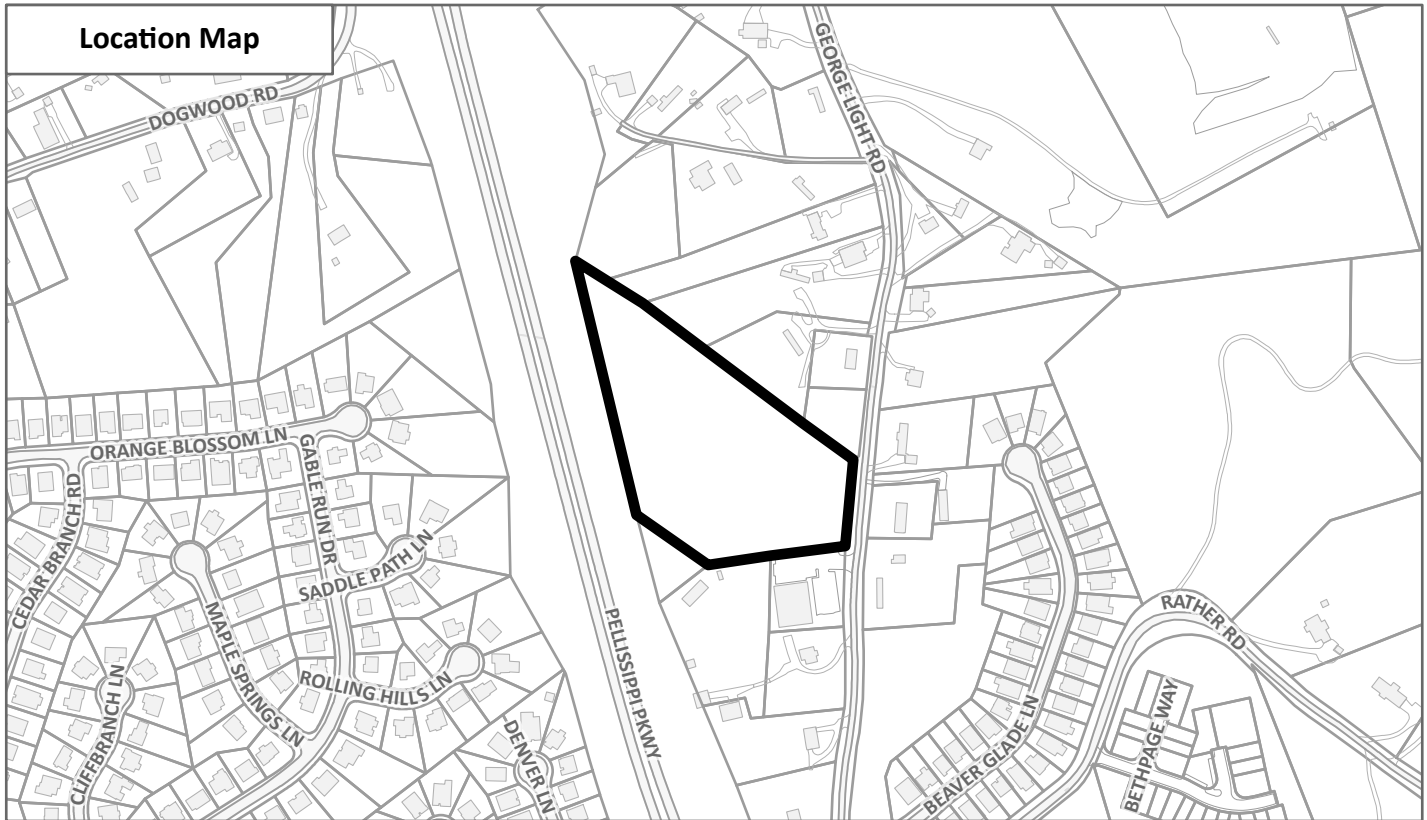 Location Map
DOGWOOD RD
GEORGE LIGHT RD
ORANGE BLOSSOM LN
CEDAR BRANCH RD
GABLE RUN DR
SADDLE PATH LN
MAPLE SPRINGS LN
ROLLING HILLS LN
CLIFFBRANCH LN
DENVER LN
PELLISSIPPI PKWY
RATHER RD
BEAVER GLADE LN
BETHPAGE WAY